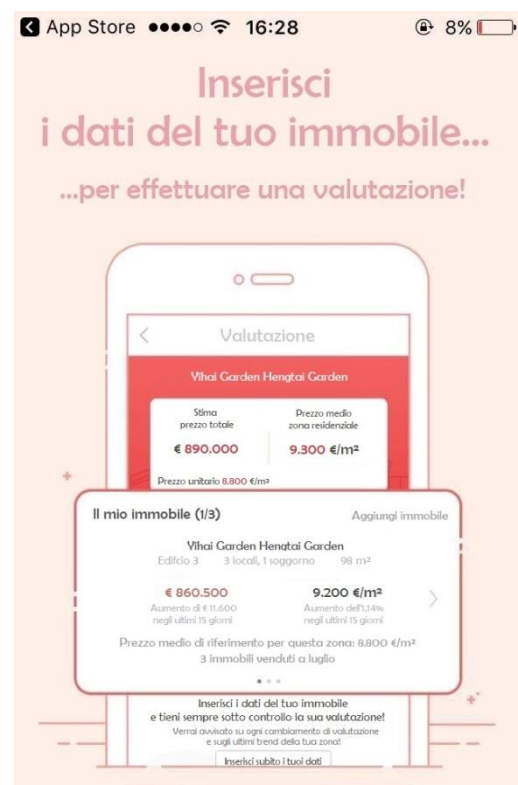 App Store 16:28 8%
Inserisci
i dati del tuo immobile...
...per effettuare una valutazione!
Valutazione
Yihai Garden Hengtai Garden
Stima
prezzo totale
Prezzo medio
zona residenziale
€ 890.000
9.300 €/m²
Prezzo unitario 8.800 €/m²
Il mio immobile (1/3)
Aggiungi immobile
Yihai Garden Hengtai Garden
Edificio 3 3 locali, 1 soggorno 98 m²
€ 860.500
Aumento di € 11,600
negli ultimi 15 giorni
9.200 €/m²
Aumento dell'1,14%
negli ultimi 15 giorni
Prezzo medio di riferimento per questa zona: 8.800 €/m²
3 immobili venduti a luglio
Inserisci i dati del tuo immobile
e tieni sempre sotto controllo la sua valutazione!
Verrai avvisato su ogni cambiamento di valutazione
e sugli ultimi trend della tua zona!
Inserisci subito i tuoi dati